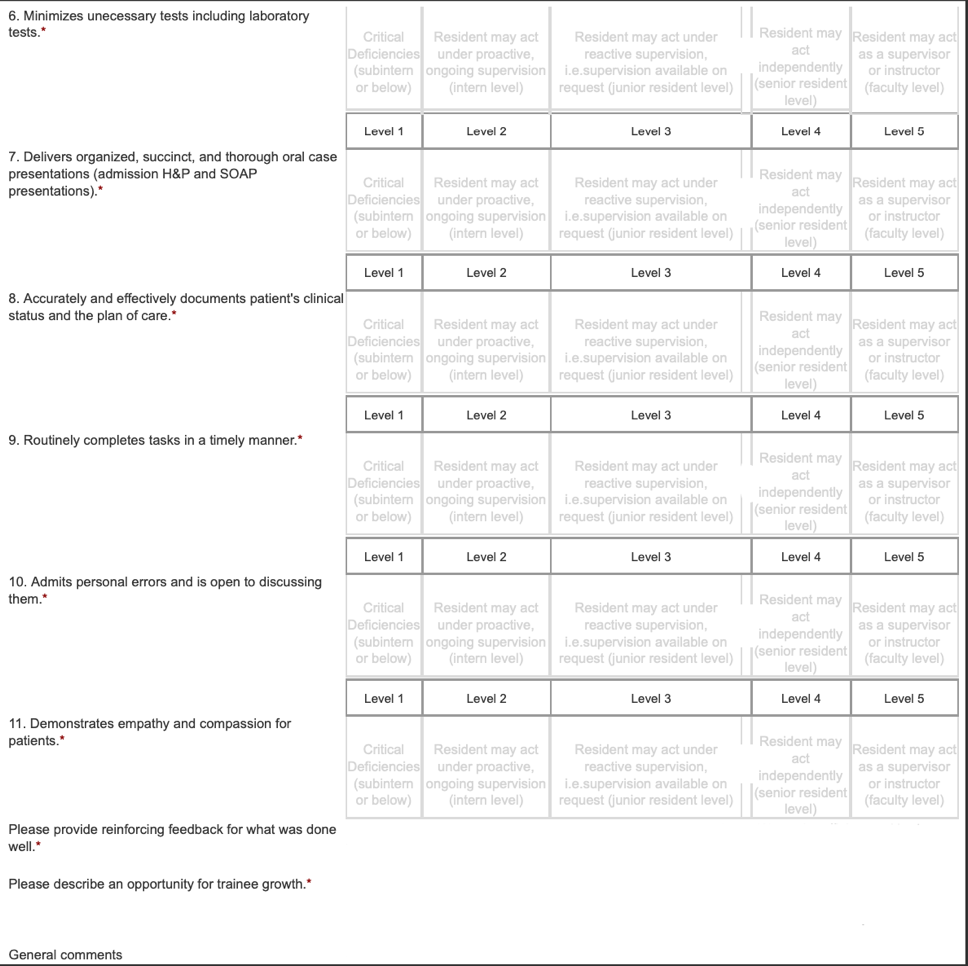 6. Minimizes unecessary tests including laboratory
tests.*
Critical Deficiencies (subintern or below)
Resident may act under proactive, ongoing supervision (intern level)
Resident may act under reactive supervision, i.e.supervision available on request (junior resident level)
Resident may act independently (senior resident level)
Resident may act as a supervisor or instructor (faculty level)
Level 1 Level 2 Level 3 Level 4 Level 5
7. Delivers organized, succinct, and thorough oral case
presentations (admission H&P and SOAP
presentations).*
Critical Deficiencies (subintern or below)
Resident may act under proactive, ongoing supervision (intern level)
Resident may act under reactive supervision, i.e.supervision available on request (junior resident level)
Resident may act independently (senior resident level)
Resident may act as a supervisor or instructor (faculty level)
Level 1 Level 2 Level 3 Level 4 Level 5
8. Accurately and effectively documents patient's clinical
status and the plan of care.*
Critical Deficiencies (subintern or below)
Resident may act under proactive, ongoing supervision (intern level)
Resident may act under reactive supervision, i.e.supervision available on request (junior resident level)
Resident may act independently (senior resident level)
Resident may act as a supervisor or instructor (faculty level)
Level 1 Level 2 Level 3 Level 4 Level 5
9. Routinely completes tasks in a timely manner.*
Critical Deficiencies (subintern or below)
Resident may act under proactive, ongoing supervision (intern level)
Resident may act under reactive supervision, i.e.supervision available on request (junior resident level)
Resident may act independently (senior resident level)
Resident may act as a supervisor or instructor (faculty level)
Level 1 Level 2 Level 3 Level 4 Level 5
10. Admits personal errors and is open to discussing
them.*
Critical Deficiencies (subintern or below)
Resident may act under proactive, ongoing supervision (intern level)
Resident may act under reactive supervision, i.e.supervision available on request (junior resident level)
Resident may act independently (senior resident level)
Resident may act as a supervisor or instructor (faculty level)
Level 1 Level 2 Level 3 Level 4 Level 5
11. Demonstrates empathy and compassion for
patients.*
Critical Deficiencies (subintern or below)
Resident may act under proactive, ongoing supervision (intern level)
Resident may act under reactive supervision, i.e.supervision available on request (junior resident level)
Resident may act independently (senior resident level)
Resident may act as a supervisor or instructor (faculty level)
Please provide reinforcing feedback for what was done
well.*
Please describe an opportunity for trainee growth.*
General comments